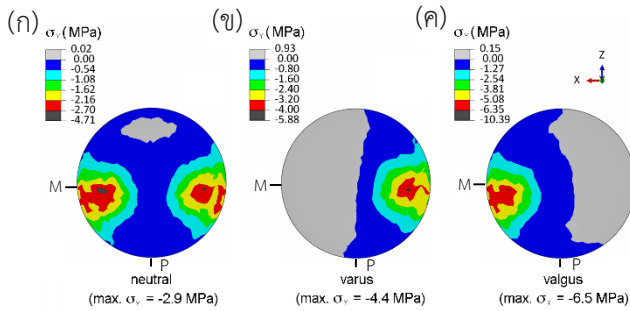 (ก)
σᵧ (MPa)
0.02
0.00
-0.54
-1.08
-1.62
-2.16
-2.70
-4.71
M
P
neutral
(max. σᵧ = -2.9 MPa)
(ข)
σᵧ (MPa)
0.93
0.00
-0.80
-1.60
-2.40
-3.20
-4.00
-5.88
M
P
varus
(max. σᵧ = -4.4 MPa)
(ค)
σᵧ (MPa)
0.15
0.00
-1.27
-2.54
-3.81
-5.08
-6.35
-10.39
Z
X
M
P
valgus
(max. σᵧ = -6.5 MPa)